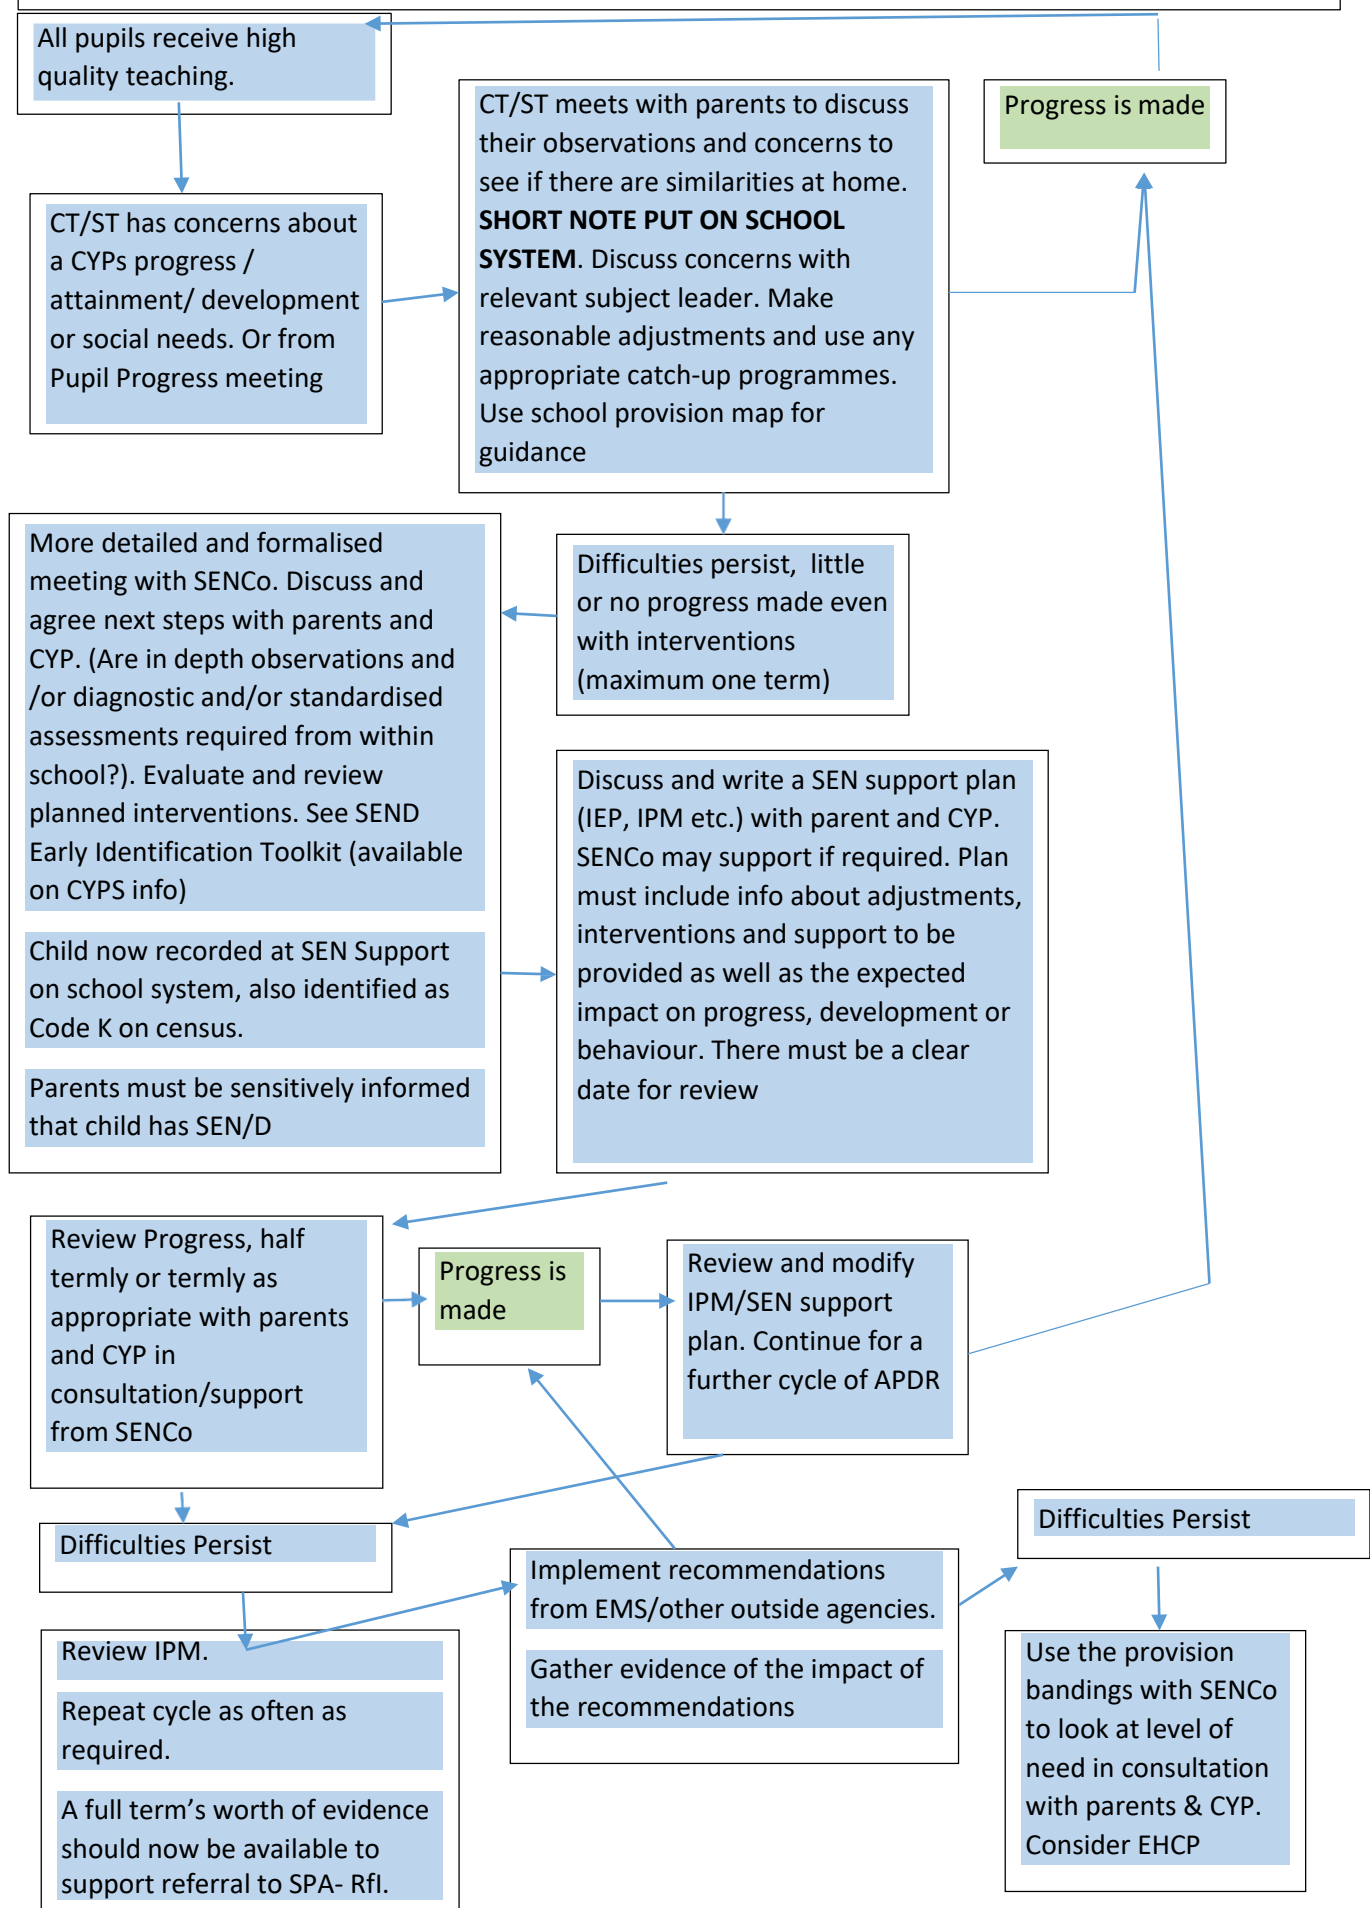 All pupils receive high
quality teaching.
CT/ST has concerns about
a CYPs progress /
attainment/ development
or social needs. Or from
Pupil Progress meeting
CT/ST meets with parents to discuss
their observations and concerns to
see if there are similarities at home.
SHORT NOTE PUT ON SCHOOL
SYSTEM. Discuss concerns with
relevant subject leader. Make
reasonable adjustments and use any
appropriate catch-up programmes.
Use school provision map for
guidance
Progress is made
Difficulties persist, little
or no progress made even
with interventions
(maximum one term)
More detailed and formalised
meeting with SENCo. Discuss and
agree next steps with parents and
CYP. (Are in depth observations and
/or diagnostic and/or standardised
assessments required from within
school?). Evaluate and review
planned interventions. See SEND
Early Identification Toolkit (available
on CYPS info)
Child now recorded at SEN Support
on school system, also identified as
Code K on census.
Parents must be sensitively informed
that child has SEN/D
Discuss and write a SEN support plan
(IEP, IPM etc.) with parent and CYP.
SENCo may support if required. Plan
must include info about adjustments,
interventions and support to be
provided as well as the expected
impact on progress, development or
behaviour. There must be a clear
date for review
Review Progress, half
termly or termly as
appropriate with parents
and CYP in
consultation/support
from SENCo
Progress is
made
Review and modify
IPM/SEN support
plan. Continue for a
further cycle of APDR
Difficulties Persist
Review IPM.
Repeat cycle as often as
required.
A full term’s worth of evidence
should now be available to
support referral to SPA- RfI.
Implement recommendations
from EMS/other outside agencies.
Gather evidence of the impact of
the recommendations
Difficulties Persist
Use the provision
bandings with SENCo
to look at level of
need in consultation
with parents & CYP.
Consider EHCP